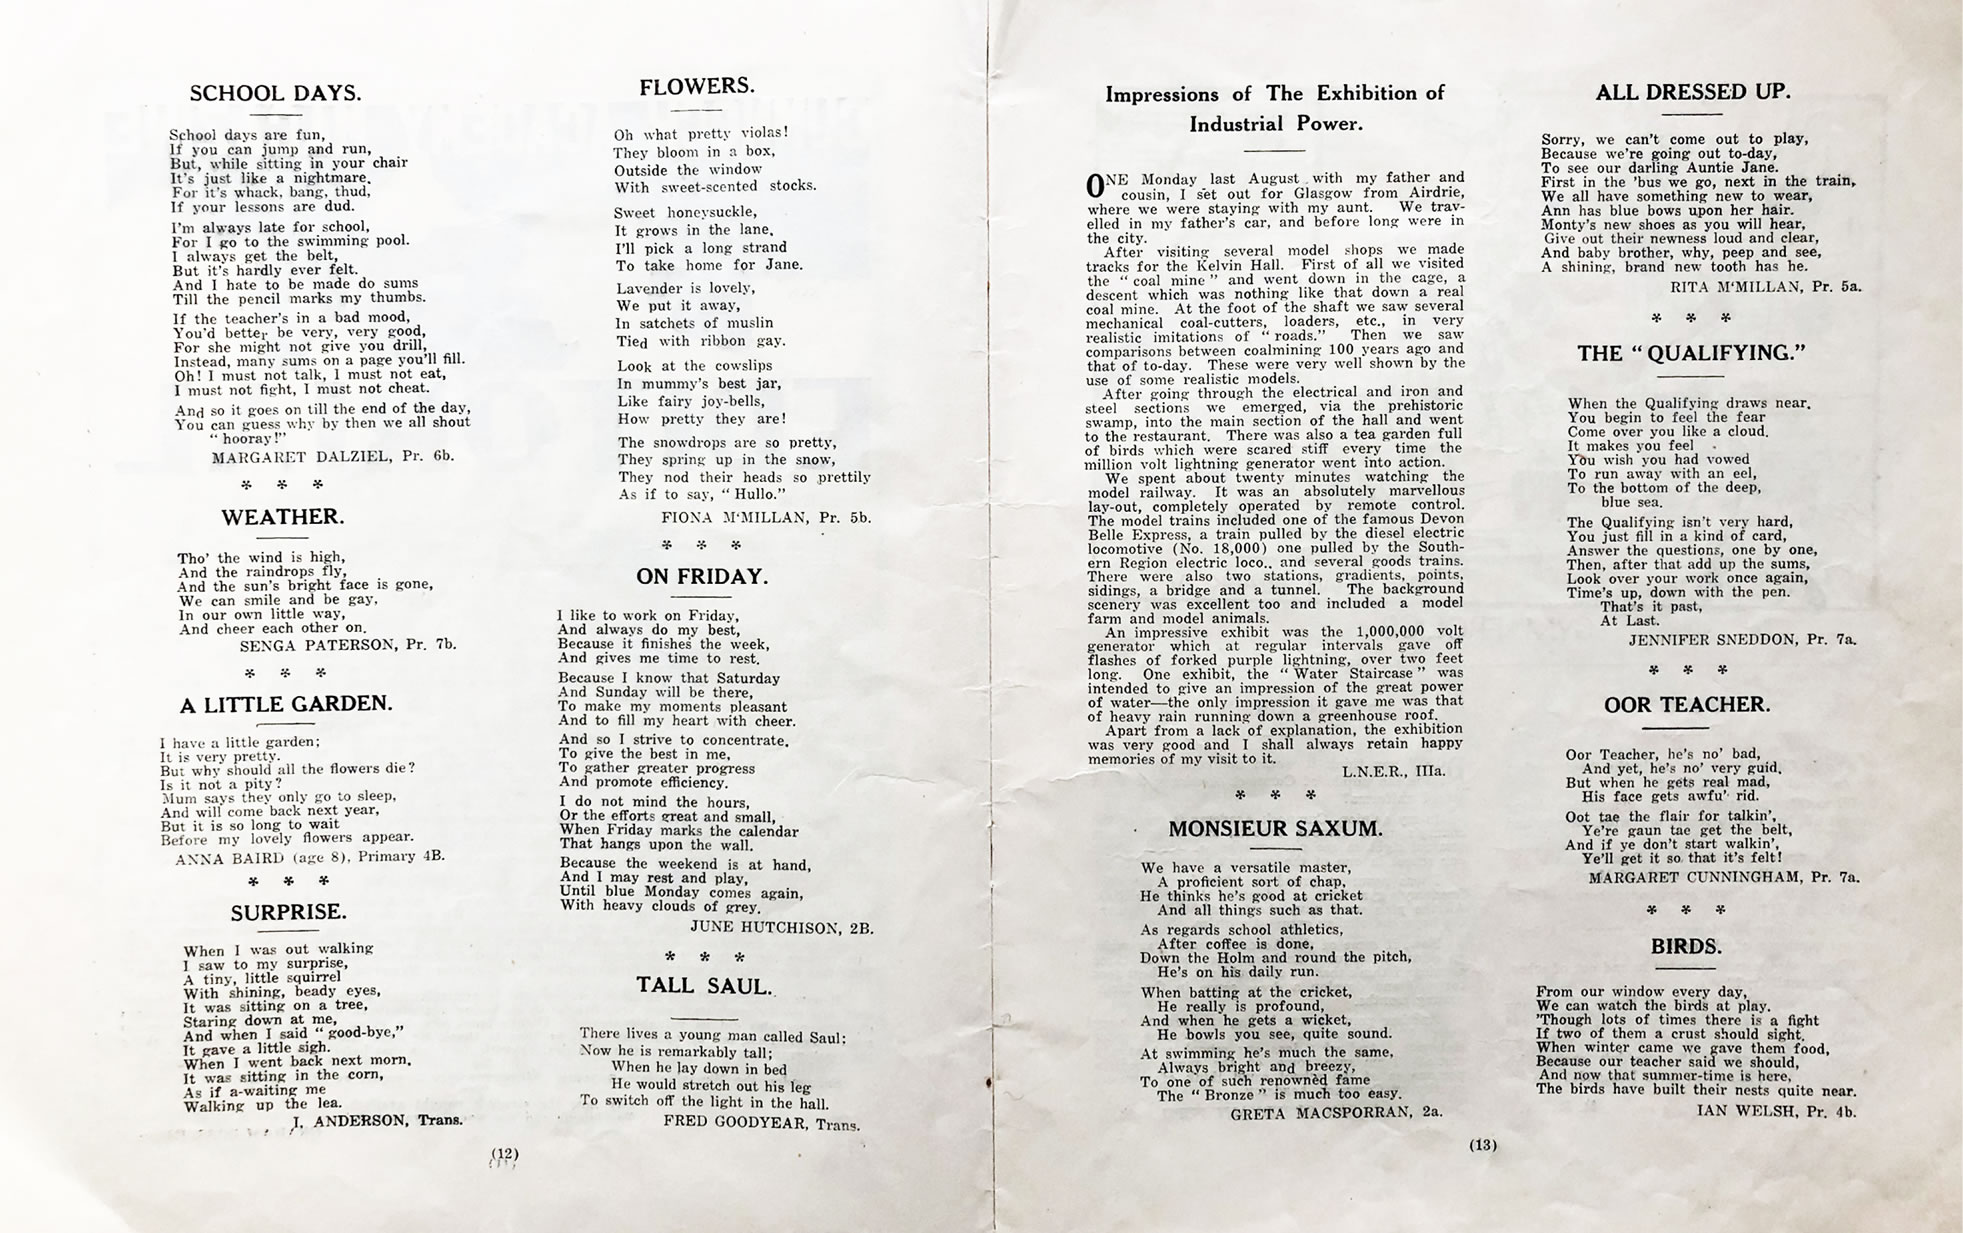 SCHOOL DAYS.
School days are fun,
If you can jump and run,
But, while sitting in your chair
It's just like a nightmare.
For it's whack, bang, thud,
If your lessons are dud.
I'm always late for school,
For I go to the swimming pool.
I always get the belt,
But it's hardly ever felt.
And I hate to be made do sums
Till the pencil marks my thumbs.
If the teacher's in a bad mood,
You'd better be very, very good,
For she might not give you drill,
Instead, many sums on a page you'll fill.
Oh! I must not talk, I must not eat,
I must not fight, I must not cheat.
And so it goes on till the end of the day,
You can guess why by then we all shout
" hooray!"
MARGARET DALZIEL, Pr. 6b.
* * *
WEATHER.
Tho' the wind is high,
And the raindrops fly,
And the sun's bright face is gone,
We can smile and be gay,
In our own little way,
And cheer each other on.
SENGA PATERSON, Pr. 7b.
* * *
A LITTLE GARDEN.
I have a little garden;
It is very pretty.
But why should all the flowers die?
Is it not a pity?
Mum says they only go to sleep,
And will come back next year,
But it is so long to wait
Before my lovely flowers appear.
ANNA BAIRD (age 8), Primary 4B.
* * *
SURPRISE.
When I was out walking
I saw to my surprise,
A tiny, little squirrel
With shining, beady eyes,
It was sitting on a tree,
Staring down at me,
And when I said " good-bye,"
It gave a little sigh.
When I went back next morn.
It was sitting in the corn,
As if a-waiting me
Walking up the lea.
J. ANDERSON, Trans.
FLOWERS.
Oh what pretty violas!
They bloom in a box,
Outside the window
With sweet-scented stocks.
Sweet honeysuckle,
It grows in the lane,
I'll pick a long strand
To take home for Jane.
Lavender is lovely,
We put it away,
In satchets of muslin
Tied with ribbon gay.
Look at the cowslips
In mummy's best jar,
Like fairy joy-bells,
How pretty they are!
The snowdrops are so pretty,
They spring up in the snow,
They nod their heads so prettily
As if to say, " Hullo."
FIONA M'MILLAN, Pr. 5b.
* * *
ON FRIDAY.
I like to work on Friday,
And always do my best,
Because it finishes the week,
And gives me time to rest.
Because I know that Saturday
And Sunday will be there,
To make my moments pleasant
And to fill my heart with cheer.
And so I strive to concentrate,
To give the best in me,
To gather greater progress
And promote efficiency.
I do not mind the hours,
Or the efforts great and small,
When Friday marks the calendar
That hangs upon the wall.
Because the weekend is at hand,
And I may rest and play,
Until blue Monday comes again,
With heavy clouds of grey.
JUNE HUTCHISON, 2B.
* * *
TALL SAUL.
There lives a young man called Saul;
Now he is remarkably tall;
When he lay down in bed
He would stretch out his leg
To switch off the light in the hall.
FRED GOODYEAR, Trans.
(12)
Impressions of The Exhibition of
Industrial Power.
ONE Monday last August with my father and
cousin, I set out for Glasgow from Airdrie,
where we were staying with my aunt. We trav-
elled in my father's car, and before long were in
the city.
After visiting several model shops we made
tracks for the Kelvin Hall. First of all we visited
the " coal mine " and went down in the cage, a
descent which was nothing like that down a real
coal mine. At the foot of the shaft we saw several
mechanical coal-cutters, loaders, etc., in very
realistic imitations of " roads." Then we saw
comparisons between coalmining 100 years ago and
that of to-day. These were very well shown by the
use of some realistic models.
After going through the electrical and iron and
steel sections we emerged, via the prehistoric
swamp, into the main section of the hall and went
to the restaurant. There was also a tea garden full
of birds which were scared stiff every time the
million volt lightning generator went into action.
We spent about twenty minutes watching the
model railway. It was an absolutely marvellous
lay-out, completely operated by remote control.
The model trains included one of the famous Devon
Belle Express, a train pulled by the diesel electric
locomotive (No. 18,000) one pulled by the South-
ern Region electric loco., and several goods trains.
There were also two stations, gradients, points,
sidings, a bridge and a tunnel. The background
scenery was excellent too and included a model
farm and model animals.
An impressive exhibit was the 1,000,000 volt
generator which at regular intervals gave off
flashes of forked purple lightning, over two feet
long. One exhibit, the " Water Staircase " was
intended to give an impression of the great power
of water—the only impression it gave me was that
of heavy rain running down a greenhouse roof.
Apart from a lack of explanation, the exhibition
was very good and I shall always retain happy
memories of my visit to it.
L.N.E.R., IIIa.
* * *
MONSIEUR SAXUM.
We have a versatile master,
A proficient sort of chap,
He thinks he's good at cricket
And all things such as that.
As regards school athletics,
After coffee is done,
Down the Holm and round the pitch,
He's on his daily run.
When batting at the cricket,
He really is profound,
And when he gets a wicket,
He bowls you see, quite sound.
At swimming he's much the same,
Always bright and breezy,
To one of such renownèd fame
The " Bronze " is much too easy.
GRETA MACSPORRAN, 2a.
ALL DRESSED UP.
Sorry, we can't come out to play,
Because we're going out to-day,
To see our darling Auntie Jane.
First in the 'bus we go, next in the train,
We all have something new to wear,
Ann has blue bows upon her hair.
Monty's new shoes as you will hear,
Give out their newness loud and clear,
And baby brother, why, peep and see,
A shining, brand new tooth has he.
RITA M'MILLAN, Pr. 5a.
* * *
THE " QUALIFYING."
When the Qualifying draws near.
You begin to feel the fear
Come over you like a cloud.
It makes you feel
You wish you had vowed
To run away with an eel,
To the bottom of the deep,
blue sea.
The Qualifying isn't very hard,
You just fill in a kind of card,
Answer the questions, one by one,
Then, after that add up the sums,
Look over your work once again,
Time's up, down with the pen.
That's it past,
At Last.
JENNIFER SNEDDON, Pr. 7a.
* * *
OOR TEACHER.
Oor Teacher, he's no' bad,
And yet, he's no' very guid,
But when he gets real mad,
His face gets awfu' rid.
Oot tae the flair for talkin',
Ye're gaun tae get the belt,
And if ye don't start walkin',
Ye'll get it so that it's felt!
MARGARET CUNNINGHAM, Pr. 7a.
* * *
BIRDS.
From our window every day,
We can watch the birds at play.
'Though lots of times there is a fight
If two of them a crust should sight.
When winter came we gave them food,
Because our teacher said we should,
And now that summer-time is here,
The birds have built their nests quite near.
IAN WELSH, Pr. 4b.
(13)